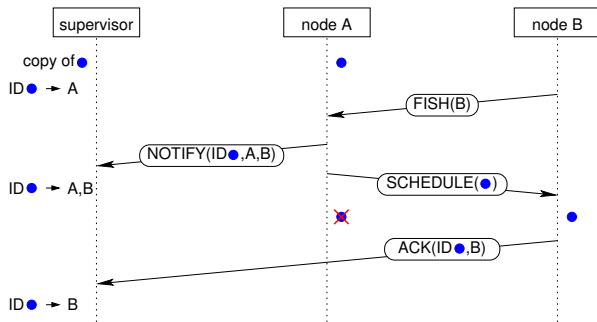 supervisor node A node B
copy of
ID → A
FISH(B)
NOTIFY(ID ,A,B)
SCHEDULE( )
ID → A,B
ACK(ID ,B)
ID → B